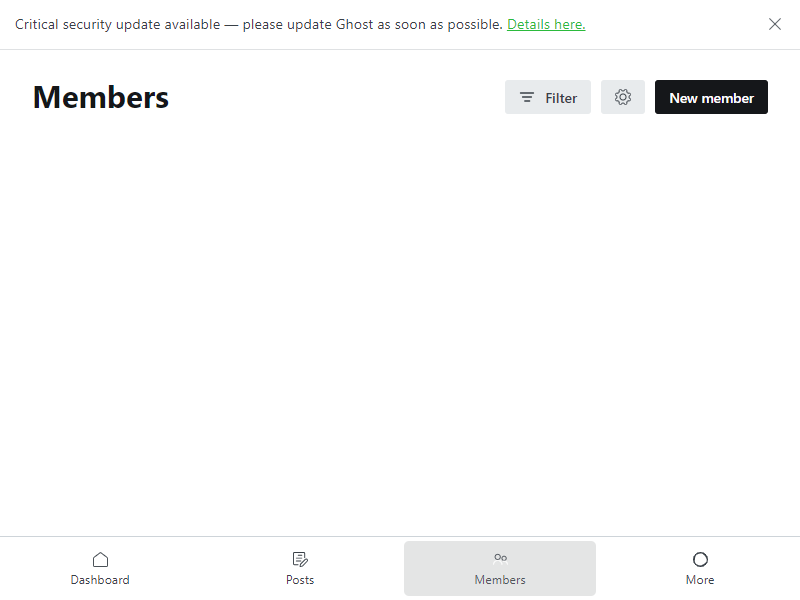 Critical security update available — please update Ghost as soon as possible. Details here.
Members
Filter
New member
Dashboard
Posts
Members
More